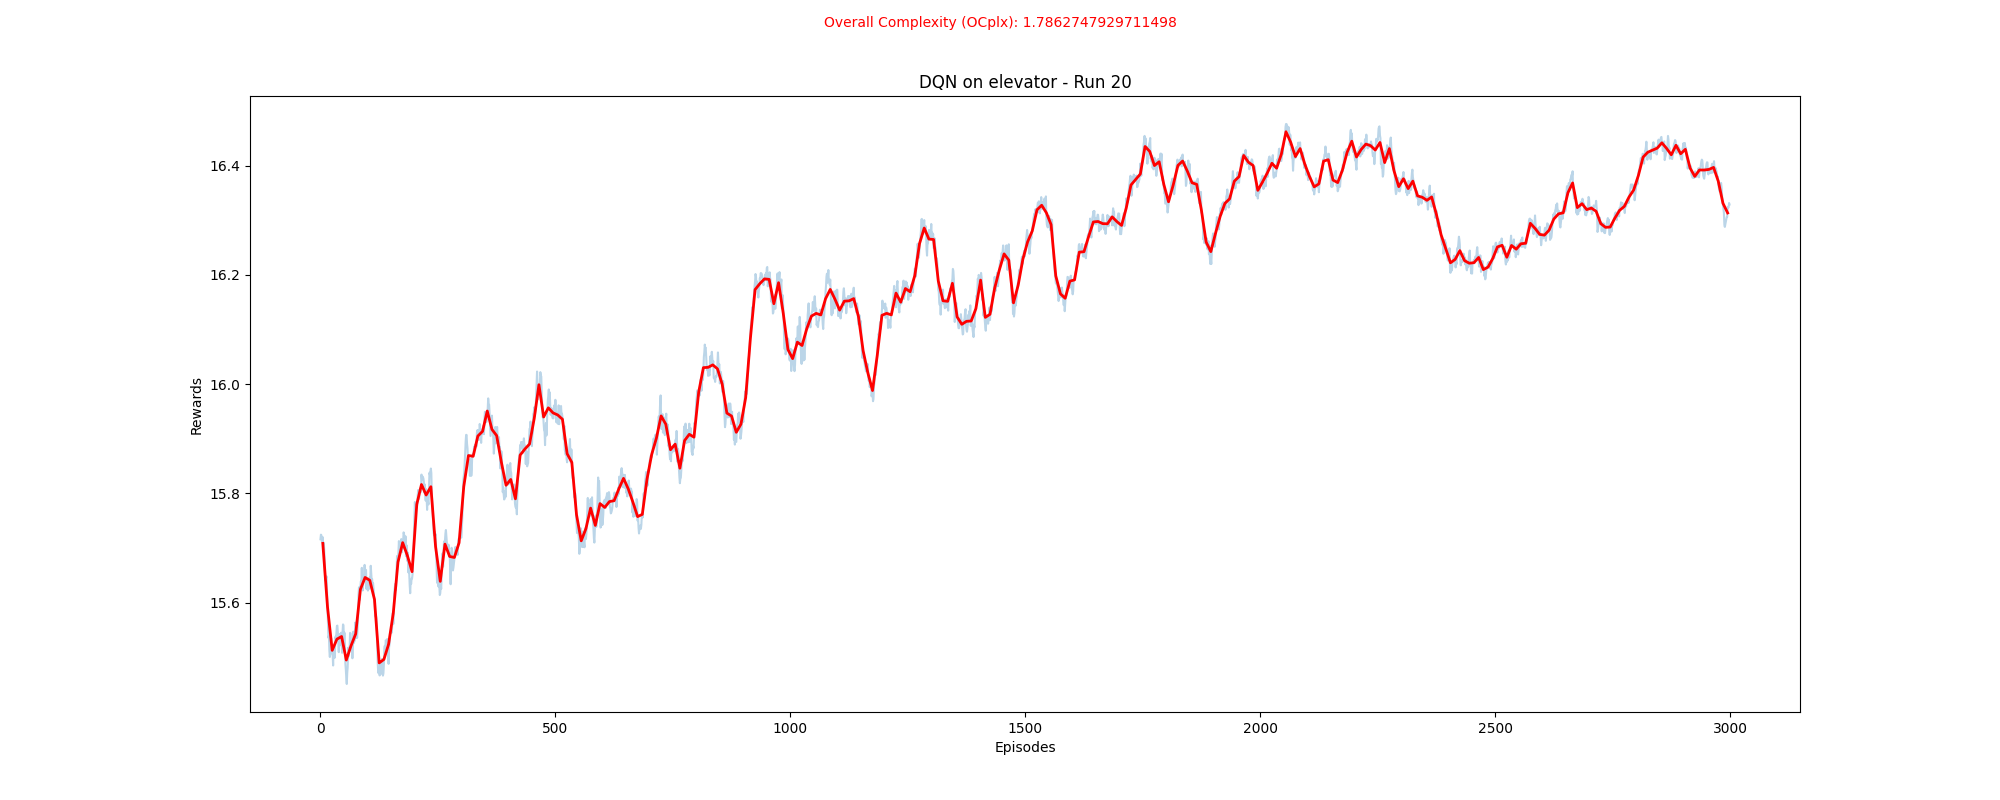 Overall Complexity (OCplx): 1.7862747929711498
DQN on elevator - Run 20
16.4
16.2
16.0
15.8
15.6
Rewards
0 500 1000 1500 2000 2500 3000
Episodes